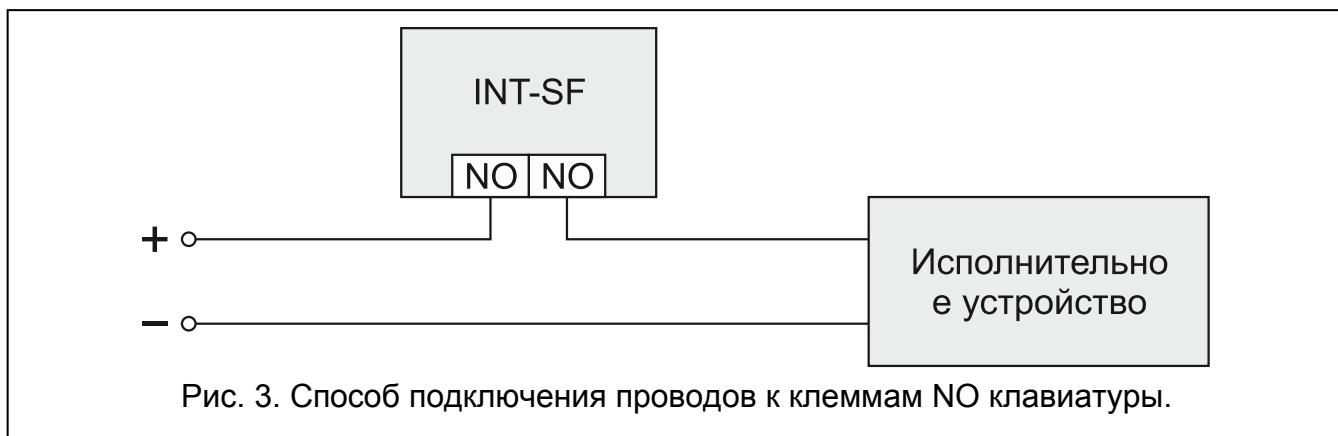 INT-SF
NO NO
+
Исполнительно
е устройство
–
Рис. 3. Способ подключения проводов к клеммам NO клавиатуры.